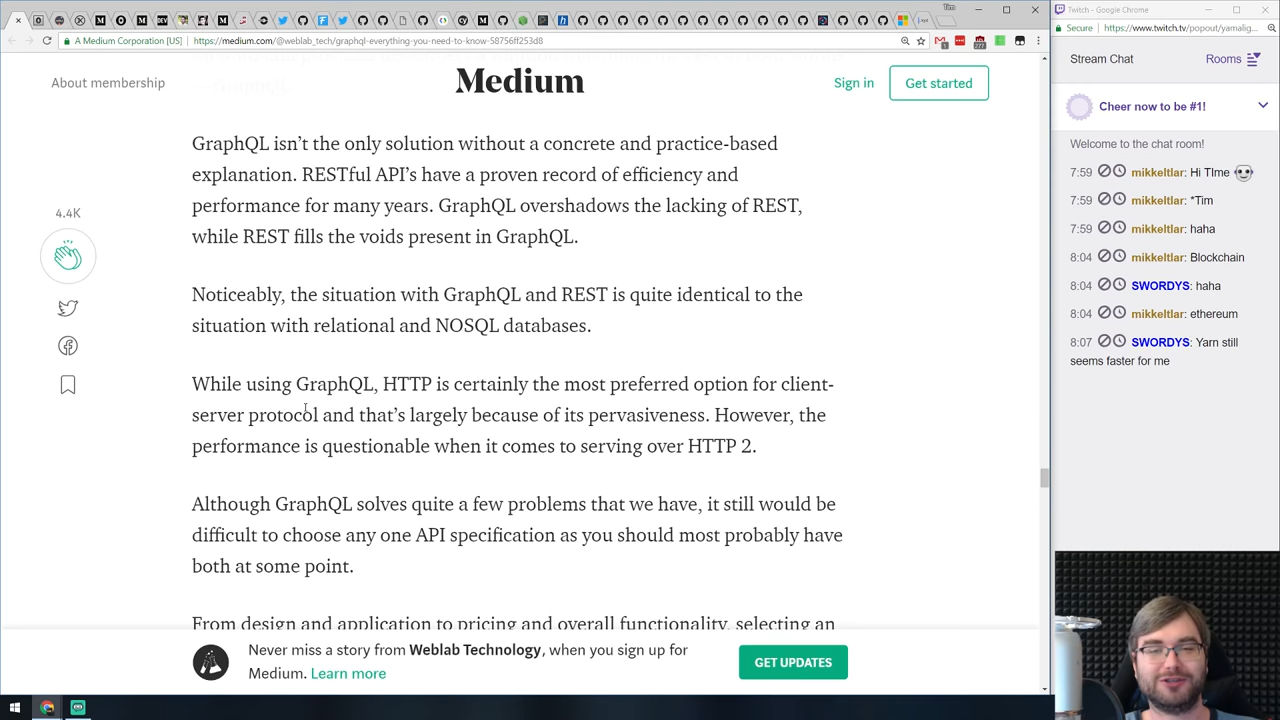 Tim
Twitch - Google Chrome
A Medium Corporation [US]
https://medium.com/@weblab_tech/graphql-everything-you-need-to-know-58756ff253d8
Secure
https://www.twitch.tv/popout/yamalig
About membership
Medium
Sign in
Get started
GraphQL isn’t the only solution without a concrete and practice-based
explanation. RESTful API’s have a proven record of efficiency and
performance for many years. GraphQL overshadows the lacking of REST,
while REST fills the voids present in GraphQL.
4.4K
Noticeably, the situation with GraphQL and REST is quite identical to the
situation with relational and NOSQL databases.
While using GraphQL, HTTP is certainly the most preferred option for client-
server protocol and that’s largely because of its pervasiveness. However, the
performance is questionable when it comes to serving over HTTP 2.
Although GraphQL solves quite a few problems that we have, it still would be
difficult to choose any one API specification as you should most probably have
both at some point.
From design and application to pricing and overall functionality, selecting an
Never miss a story from Weblab Technology, when you sign up for
Medium. Learn more
GET UPDATES
Stream Chat
Rooms
Cheer now to be #1!
Welcome to the chat room!
7:59 mikkeltlar: Hi TIme
7:59 mikkeltlar: *Tim
7:59 mikkeltlar: haha
8:04 mikkeltlar: Blockchain
8:04 SWORDYS: haha
8:04 mikkeltlar: ethereum
8:07 SWORDYS: Yarn still
seems faster for me